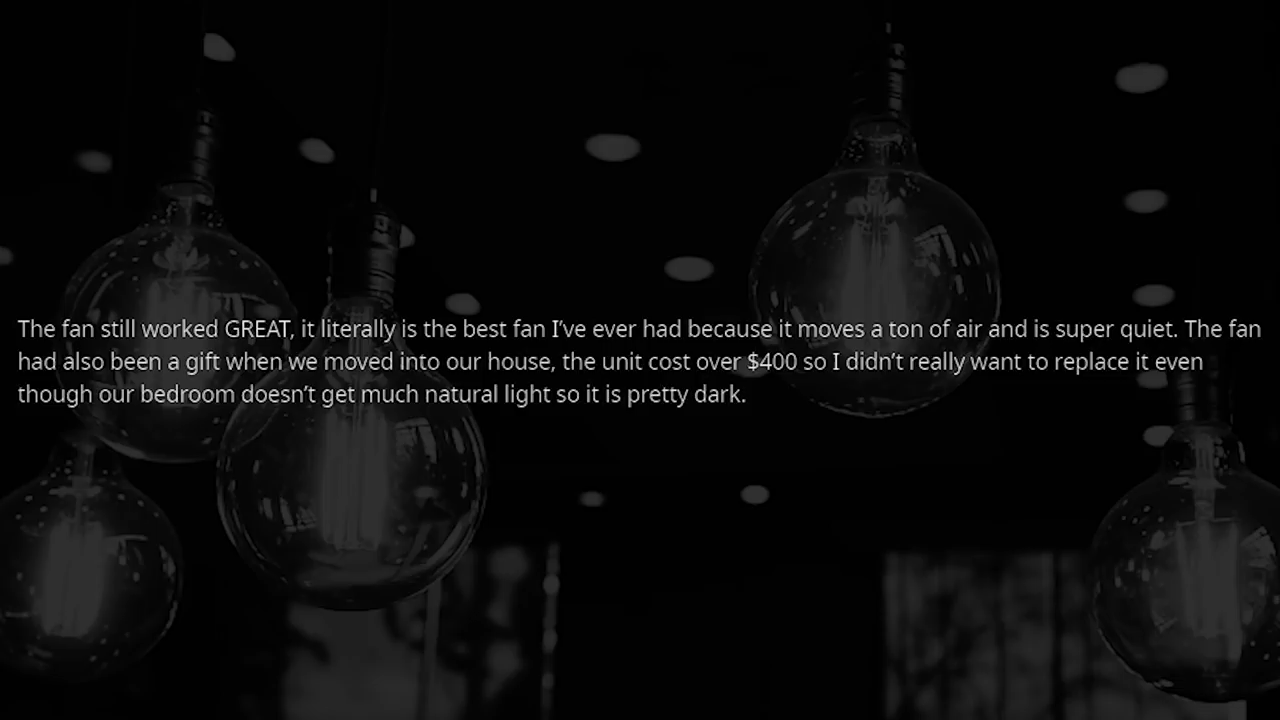 The fan still worked GREAT, it literally is the best fan I’ve ever had because it moves a ton of air and is super quiet. The fan
had also been a gift when we moved into our house, the unit cost over $400 so I didn’t really want to replace it even
though our bedroom doesn’t get much natural light so it is pretty dark.